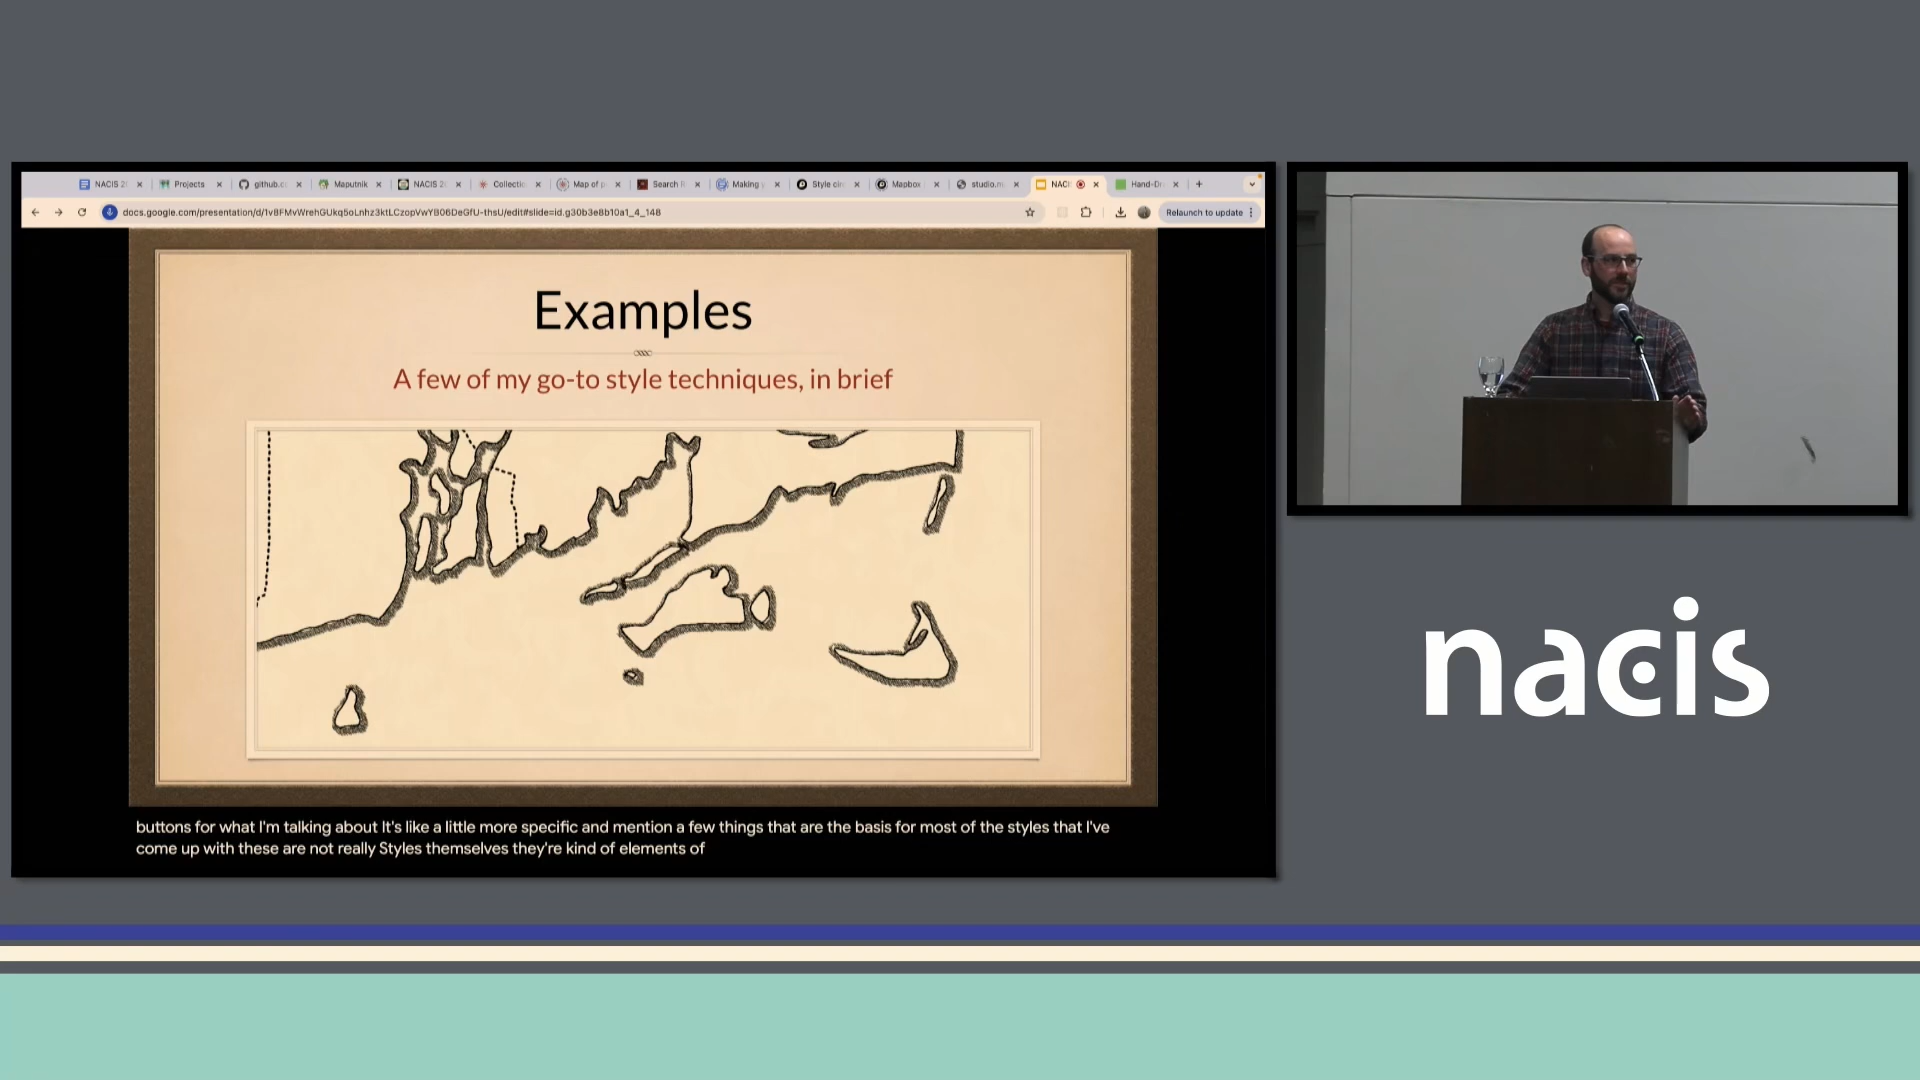 NACIS 2
Projects
github.c
Maputnik
NACIS 2
Collectio
Map of p
Search R
Making
Style cin
Mapbox
studio.m
NACI
Hand-Dr
docs.google.com/presentation/d/1vBFMvWrehGUkq5oLnhz3ktLCzopVwYB06DeGfU-thsU/edit#slide=id.g30b3e8b10a1_4_148
Relaunch to update
Examples
A few of my go-to style techniques, in brief
buttons for what I'm talking about It's like a little more specific and mention a few things that are the basis for most of the styles that I've
come up with these are not really Styles themselves they're kind of elements of
nacis